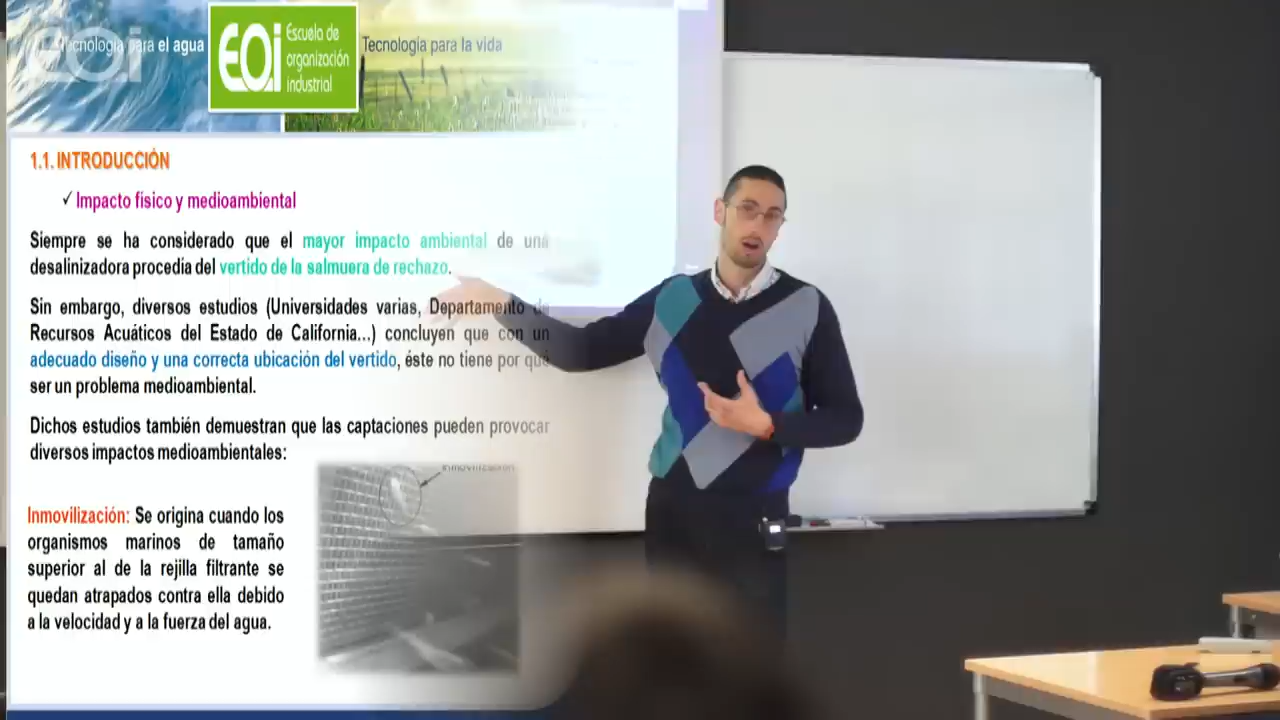 Tecnología para el agua
EOi
EOi
Escuela de
organización
industrial
Tecnología para la vida
1.1. INTRODUCCIÓN
✓ Impacto físico y medioambiental
Siempre se ha considerado que el mayor impacto ambiental de una
desalinizadora procedía del vertido de la salmuera de rechazo.
Sin embargo, diversos estudios (Universidades varias, Departamento de
Recursos Acuáticos del Estado de California...) concluyen que con un
adecuado diseño y una correcta ubicación del vertido, éste no tiene por qué
ser un problema medioambiental.
Dichos estudios también demuestran que las captaciones pueden provocar
diversos impactos medioambientales:
Inmovilización
Inmovilización: Se origina cuando los
organismos marinos de tamaño
superior al de la rejilla filtrante se
quedan atrapados contra ella debido
a la velocidad y a la fuerza del agua.